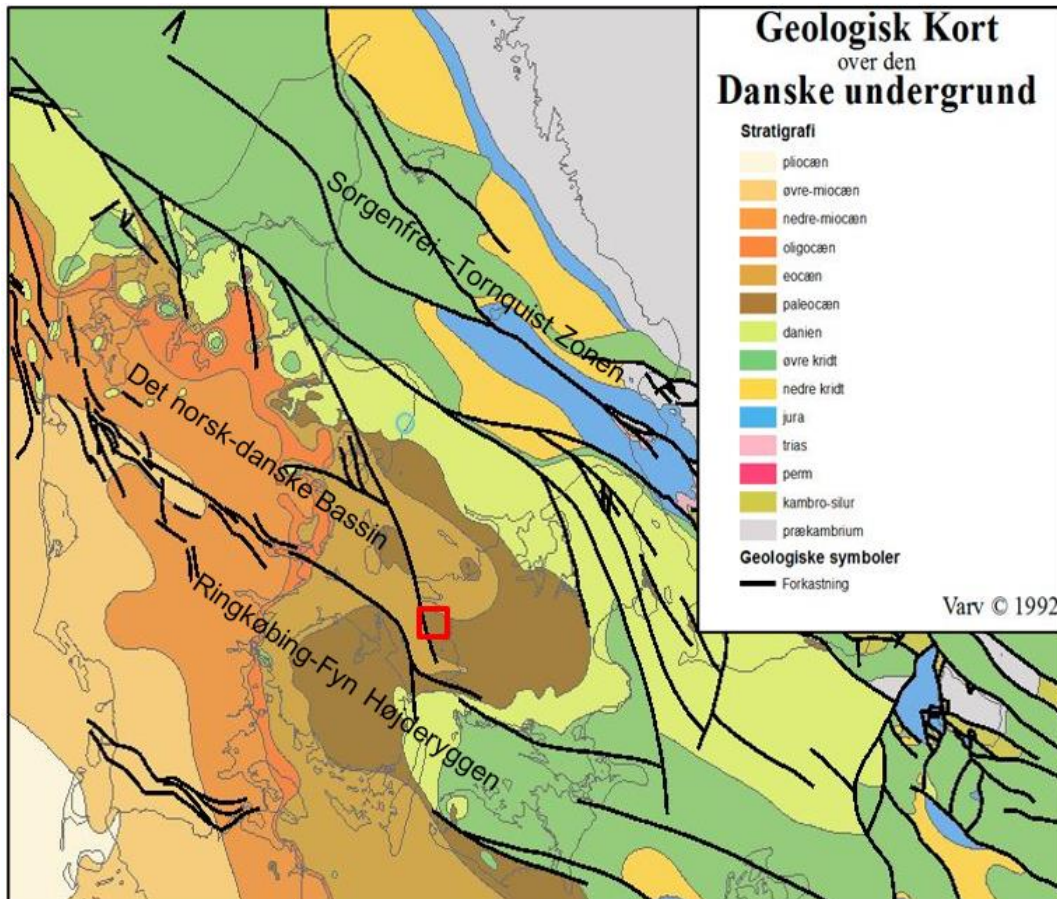 Geologisk Kort
over den
Danske undergrund
Stratigrafi
pliocæn
øvre-miocæn
nedre-miocæn
oligocæn
eocæn
paleocæn
danien
øvre kridt
nedre kridt
jura
trias
perm
kambro-silur
prækambrium
Geologiske symboler
Forkastning
Varv © 1992
Sorgenfrei–Tornquist Zonen
Det norsk-danske Bassin
Ringkøbing-Fyn Højderyggen